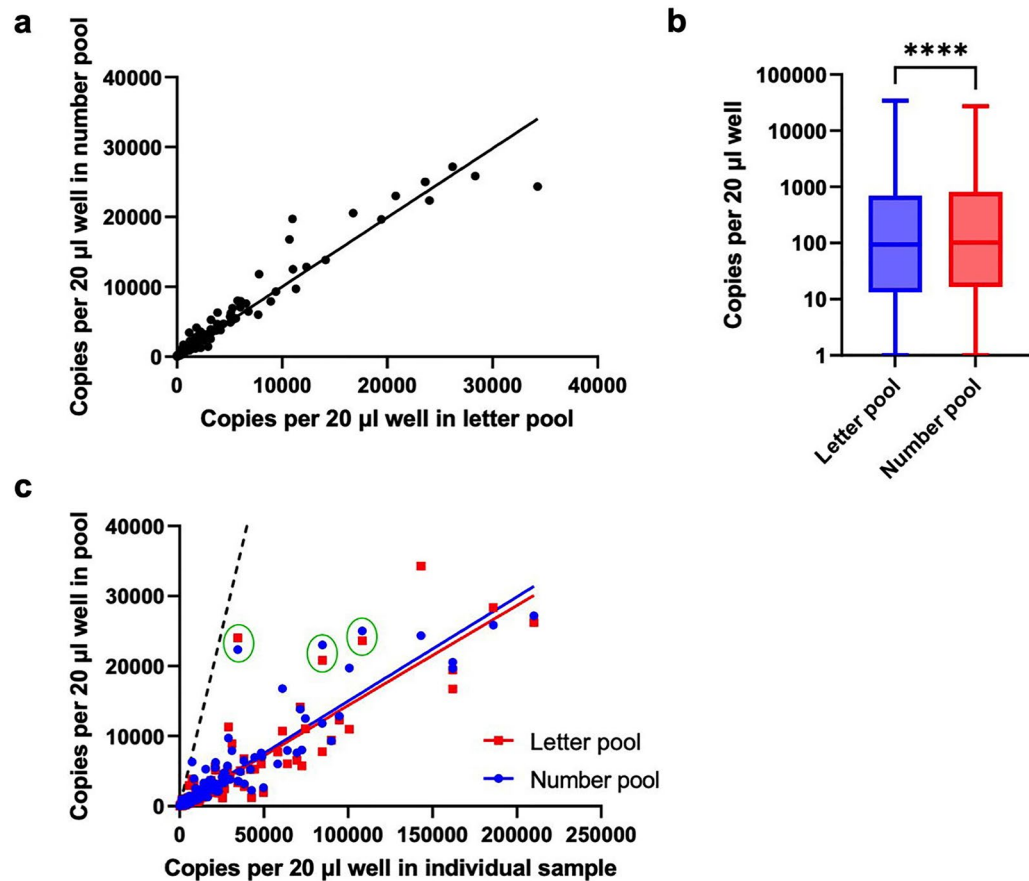 a
Copies per 20 µl well in number pool
40000
30000
20000
10000
0
0 10000 20000 30000 40000
Copies per 20 µl well in letter pool
b
****
Copies per 20 µl well
100000
10000
1000
100
10
1
Letter pool
Number pool
c
Copies per 20 µl well in pool
40000
30000
20000
10000
0
Letter pool
Number pool
0 50000 100000 150000 200000 250000
Copies per 20 µl well in individual sample